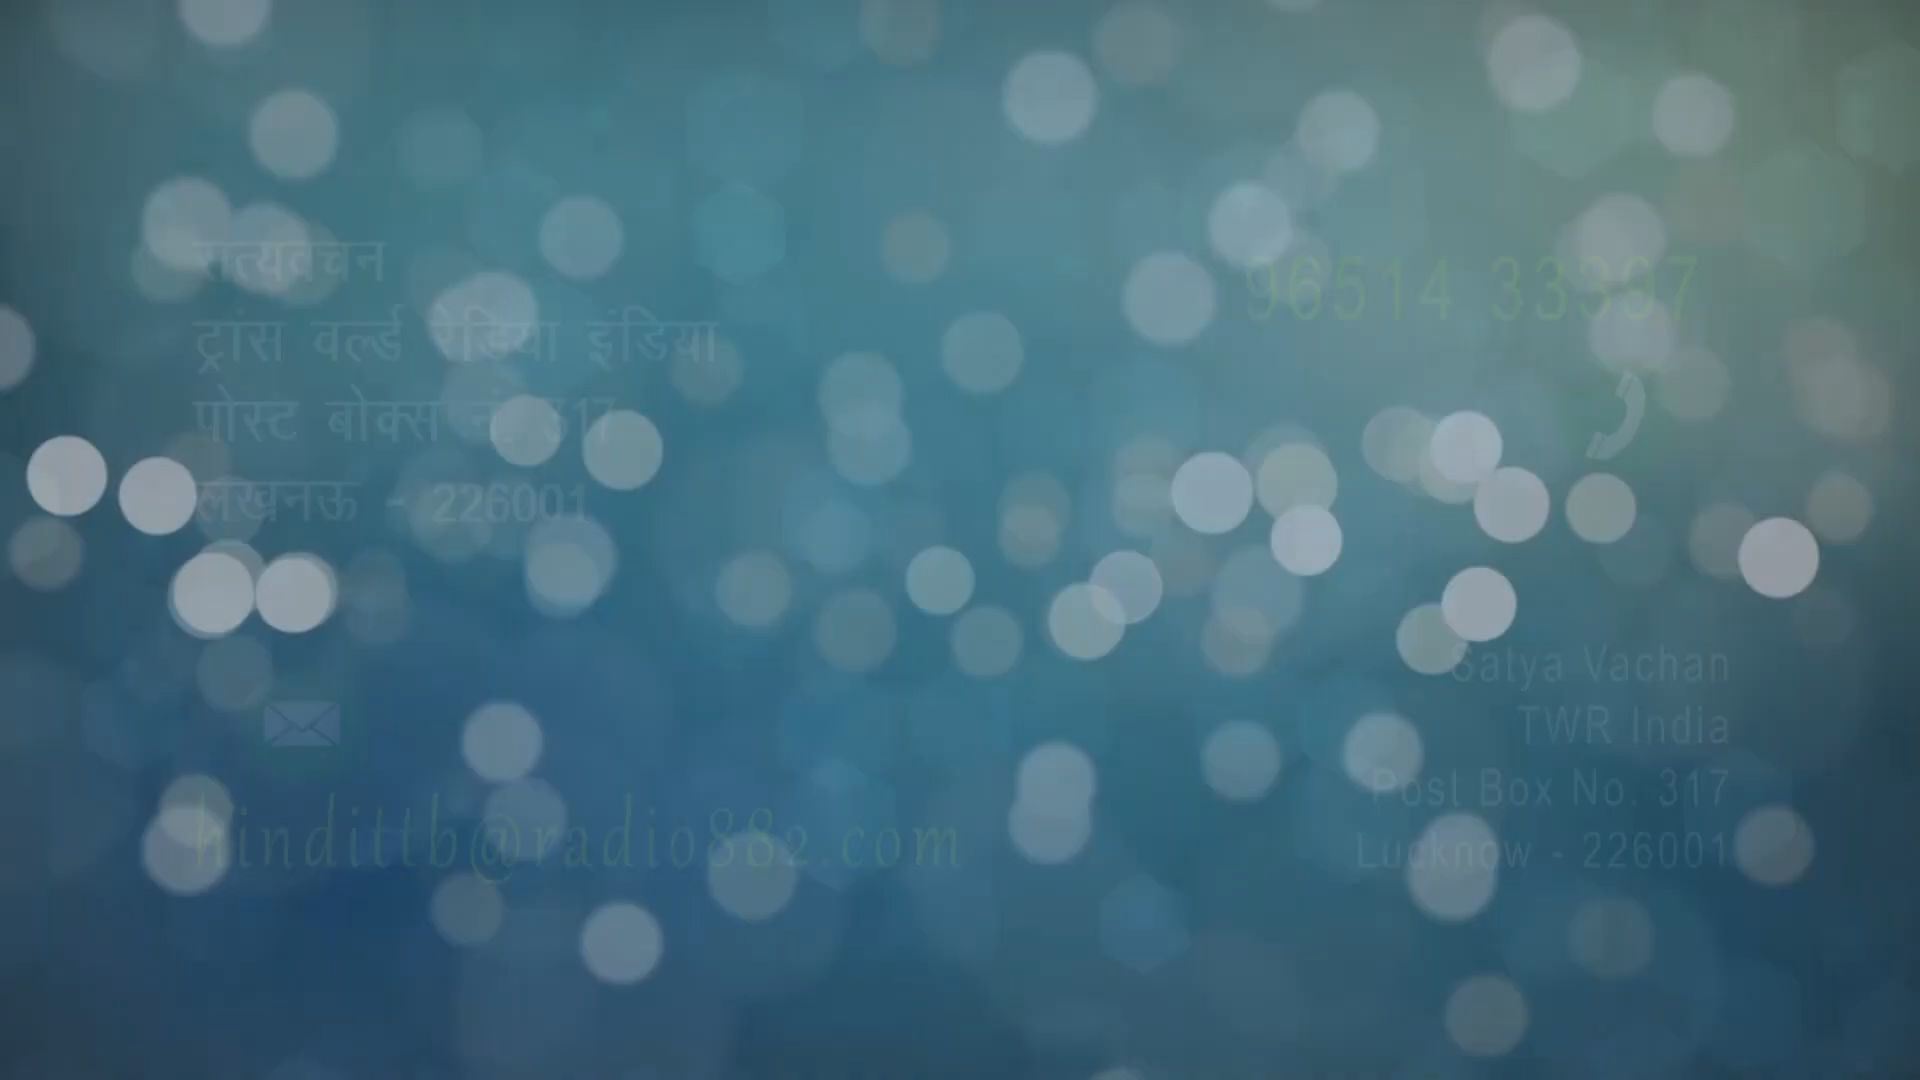 सत्यवचन
ट्रांस वर्ल्ड रेडिया इंडिया
पोस्ट बोक्स नं 317
लखनऊ - 226001
hindittb@radio882.com
96514 33397
Satya Vachan
TWR India
Post Box No. 317
Lucknow - 226001